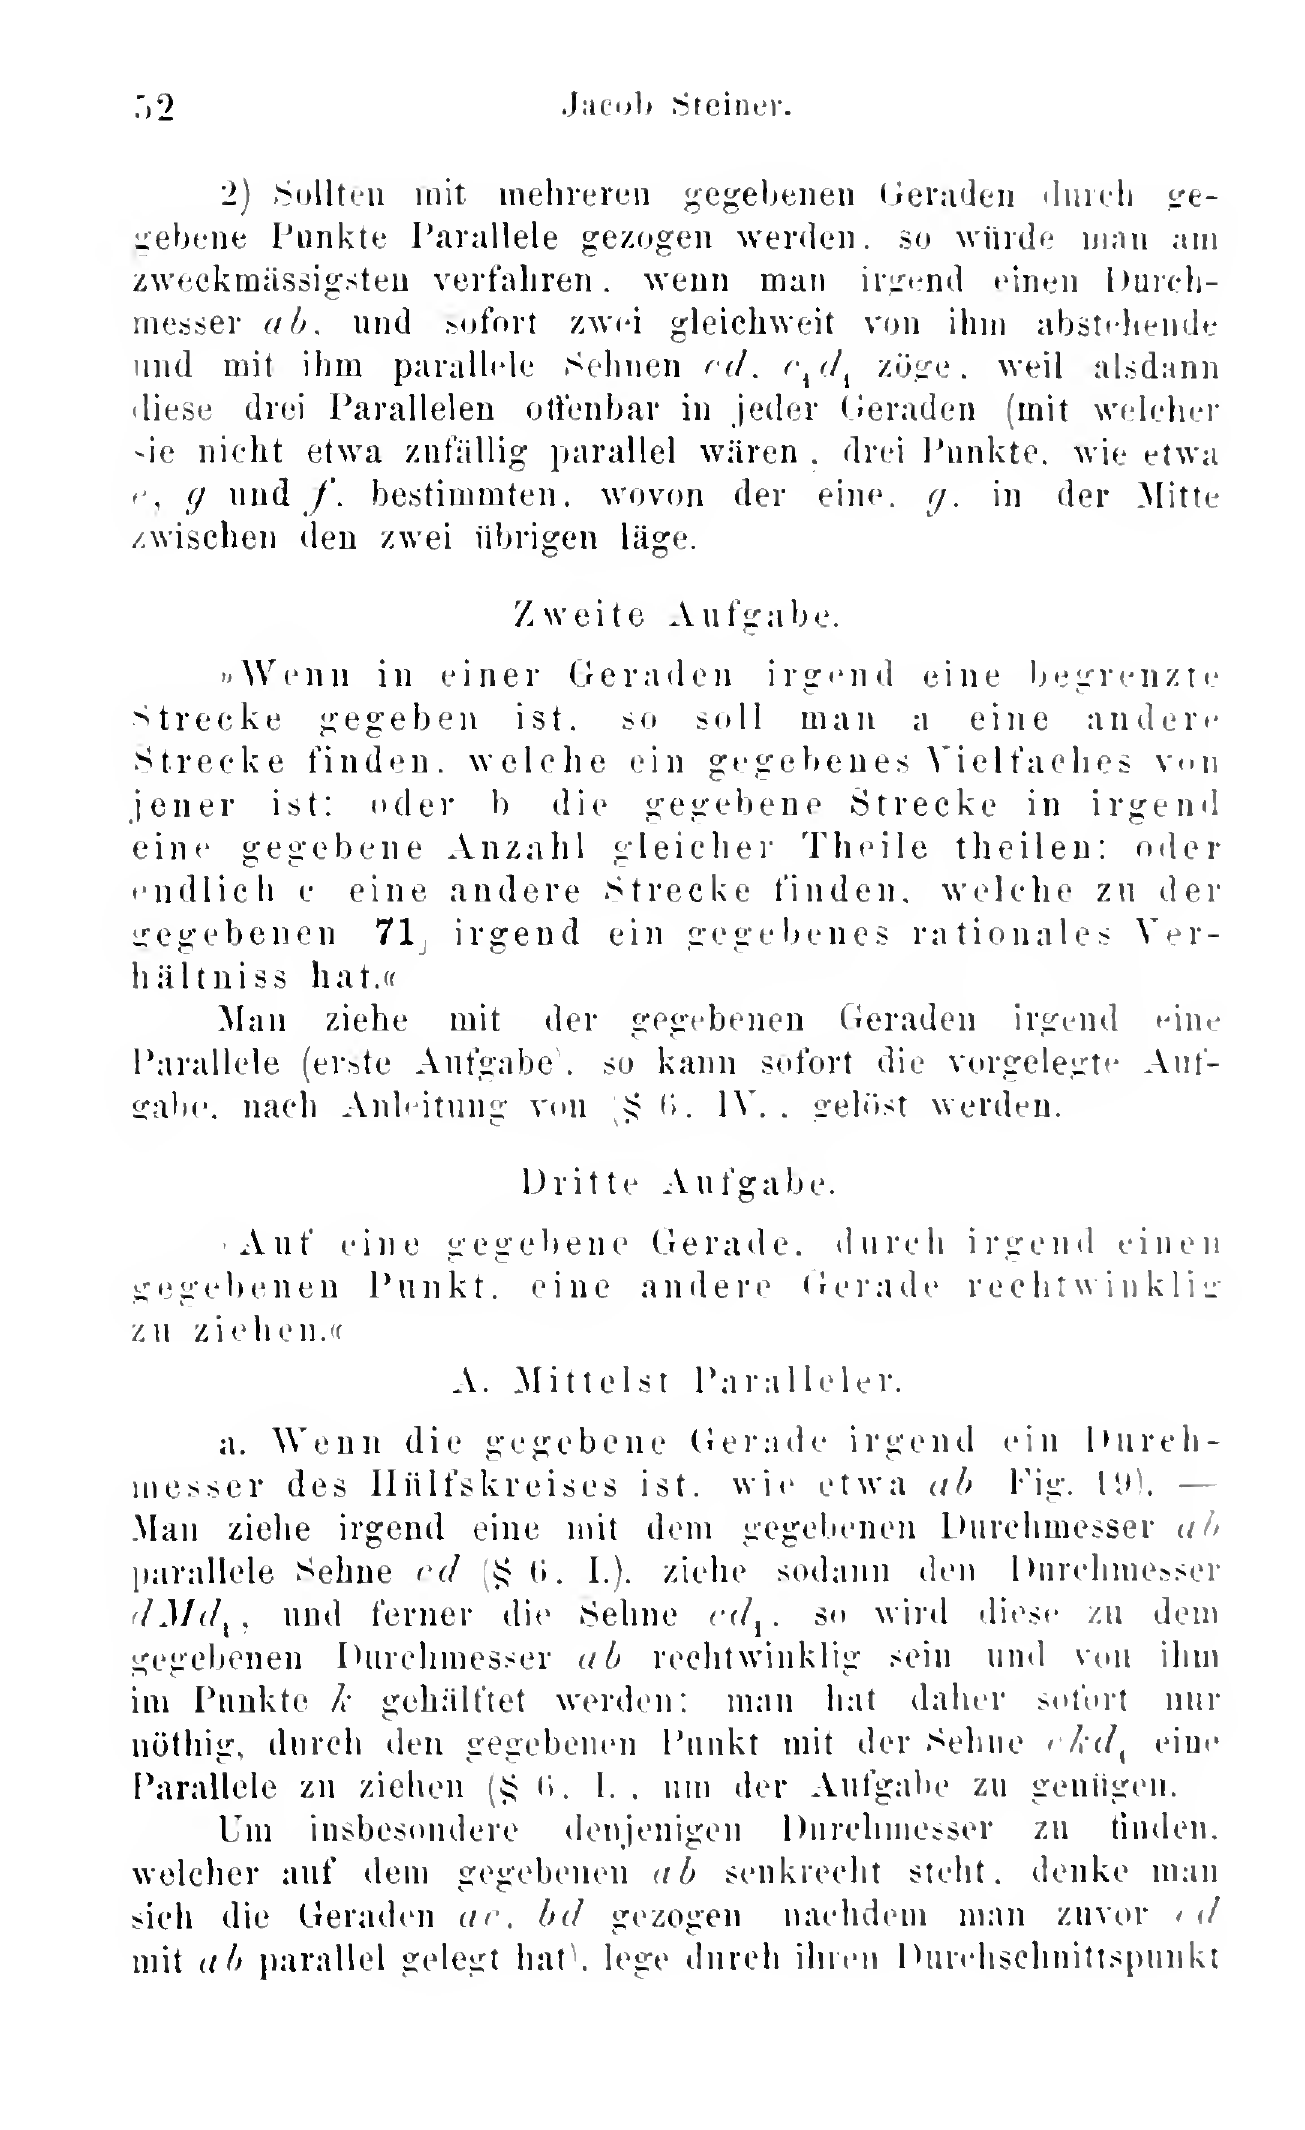 52 Jacob Steiner.
2) Sollten mit mehreren gegebenen Geraden durch ge-
gebene Punkte Parallele gezogen werden, so würde man am
zweckmässigsten verfahren, wenn man irgend einen Durch-
messer ab, und sofort zwei gleichweit von ihm abstehende
und mit ihm parallele Sehnen cd, c₁d₁ zöge, weil alsdann
diese drei Parallelen offenbar in jeder Geraden (mit welcher
sie nicht etwa zufällig parallel wären), drei Punkte, wie etwa
e, g und f, bestimmten, wovon der eine, g, in der Mitte
zwischen den zwei übrigen läge.
Zweite Aufgabe.
»Wenn in einer Geraden irgend eine begrenzte
Strecke gegeben ist, so soll man a eine andere
Strecke finden, welche ein gegebenes Vielfaches von
jener ist; oder b die gegebene Strecke in irgend
eine gegebene Anzahl gleicher Theile theilen; oder
endlich c eine andere Strecke finden, welche zu der
gegebenen 71] irgend ein gegebenes rationales Ver-
hältniss hat.«
Man ziehe mit der gegebenen Geraden irgend eine
Parallele (erste Aufgabe), so kann sofort die vorgelegte Auf-
gabe, nach Anleitung von (§ 6. IV.), gelöst werden.
Dritte Aufgabe.
»Auf eine gegebene Gerade, durch irgend einen
gegebenen Punkt, eine andere Gerade rechtwinklig
zu ziehen.«
A. Mittelst Paralleler.
a. Wenn die gegebene Gerade irgend ein Durch-
messer des Hülfskreises ist, wie etwa ab (Fig. 19). —
Man ziehe irgend eine mit dem gegebenen Durchmesser ab
parallele Sehne cd (§ 6. I.), ziehe sodann den Durchmesser
dMd₁, und ferner die Sehne cd₁, so wird diese zu dem
gegebenen Durchmesser ab rechtwinklig sein und von ihm
im Punkte k gehälftet werden; man hat daher sofort nur
nöthig, durch den gegebenen Punkt mit der Sehne ckd₁ eine
Parallele zu ziehen (§ 6. I.), um der Aufgabe zu genügen.
Um insbesondere denjenigen Durchmesser zu finden,
welcher auf dem gegebenen ab senkrecht steht, denke man
sich die Geraden ac, bd gezogen (nachdem man zuvor cd
mit ab parallel gelegt hat), lege durch ihren Durchschnittspunkt